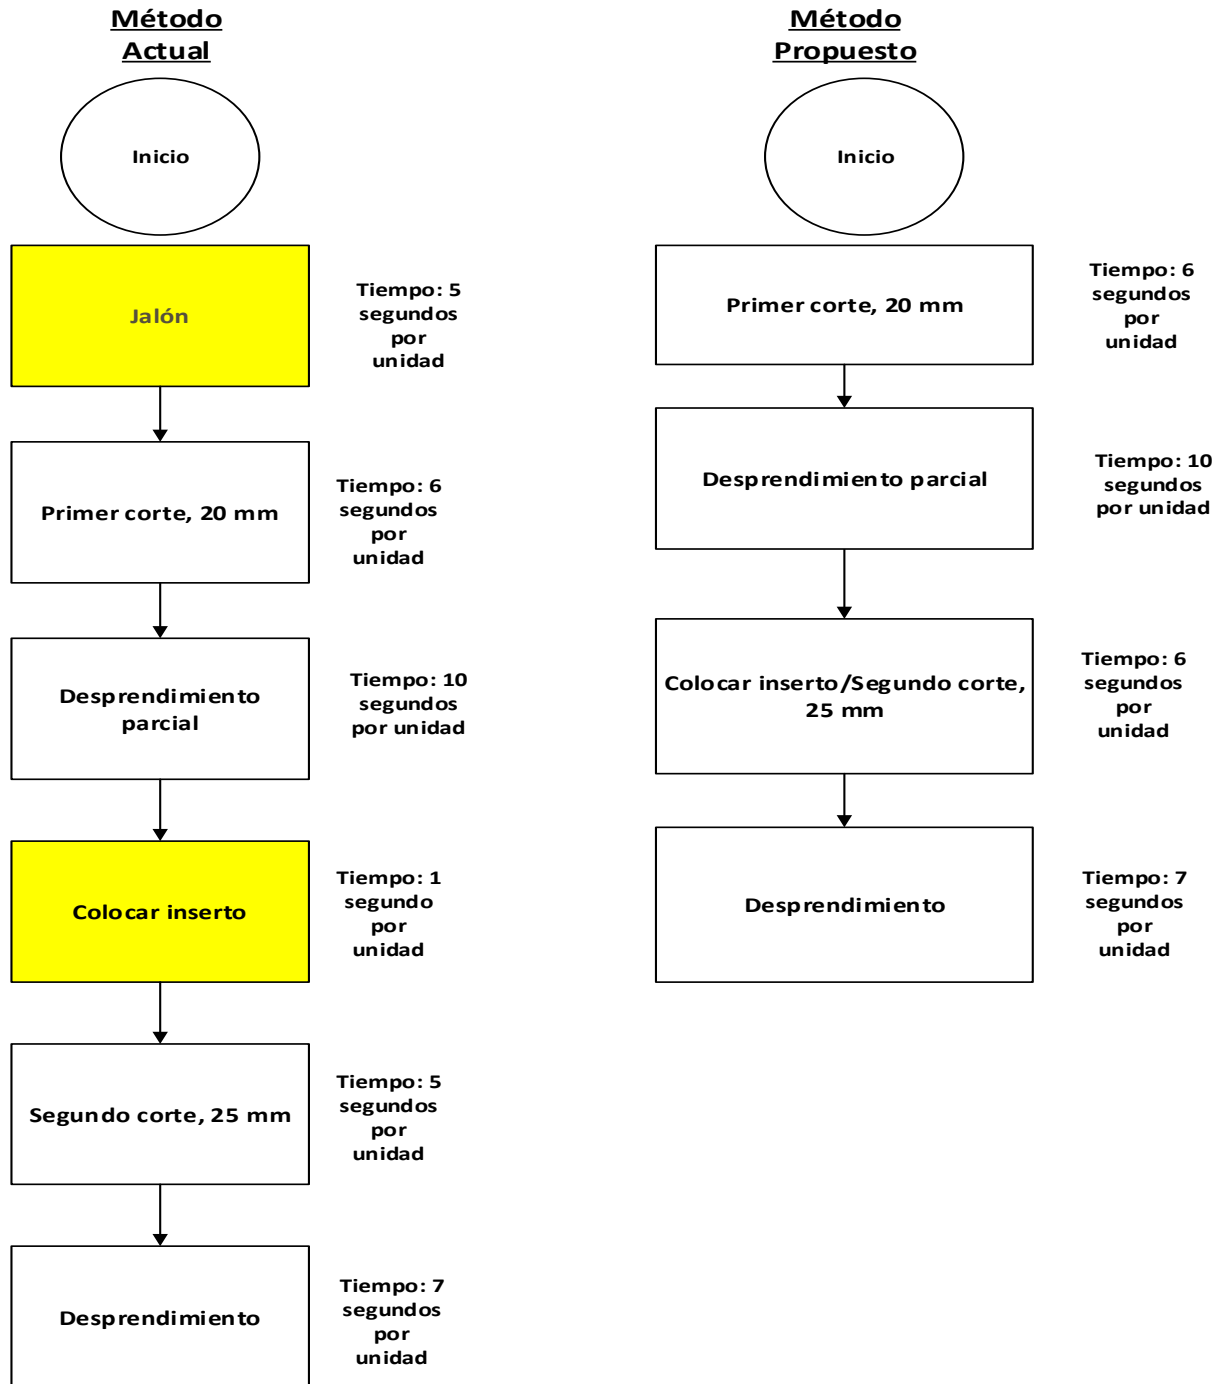 Método
Actual
Inicio
Jalón
Tiempo: 5
segundos
por
unidad
Primer corte, 20 mm
Tiempo: 6
segundos
por
unidad
Desprendimiento
parcial
Tiempo: 10
segundos
por unidad
Colocar inserto
Tiempo: 1
segundo
por
unidad
Segundo corte, 25 mm
Tiempo: 5
segundos
por
unidad
Desprendimiento
Tiempo: 7
segundos
por
unidad
Método
Propuesto
Inicio
Primer corte, 20 mm
Tiempo: 6
segundos
por
unidad
Desprendimiento parcial
Tiempo: 10
segundos
por unidad
Colocar inserto/Segundo corte,
25 mm
Tiempo: 6
segundos
por
unidad
Desprendimiento
Tiempo: 7
segundos
por
unidad